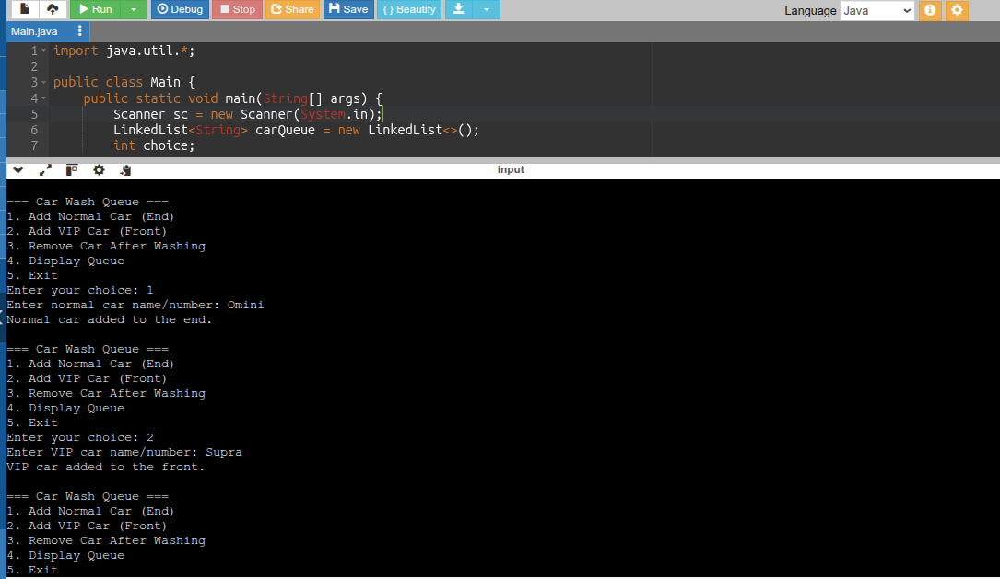 Run Debug Stop Share Save { } Beautify Language Java
Main.java
1 import java.util.*;
2
3 public class Main {
4 public static void main(String[] args) {
5 Scanner sc = new Scanner(System.in);
6 LinkedList<String> carQueue = new LinkedList<>();
7 int choice;
input
=== Car Wash Queue ===
1. Add Normal Car (End)
2. Add VIP Car (Front)
3. Remove Car After Washing
4. Display Queue
5. Exit
Enter your choice: 1
Enter normal car name/number: Omini
Normal car added to the end.
=== Car Wash Queue ===
1. Add Normal Car (End)
2. Add VIP Car (Front)
3. Remove Car After Washing
4. Display Queue
5. Exit
Enter your choice: 2
Enter VIP car name/number: Supra
VIP car added to the front.
=== Car Wash Queue ===
1. Add Normal Car (End)
2. Add VIP Car (Front)
3. Remove Car After Washing
4. Display Queue
5. Exit